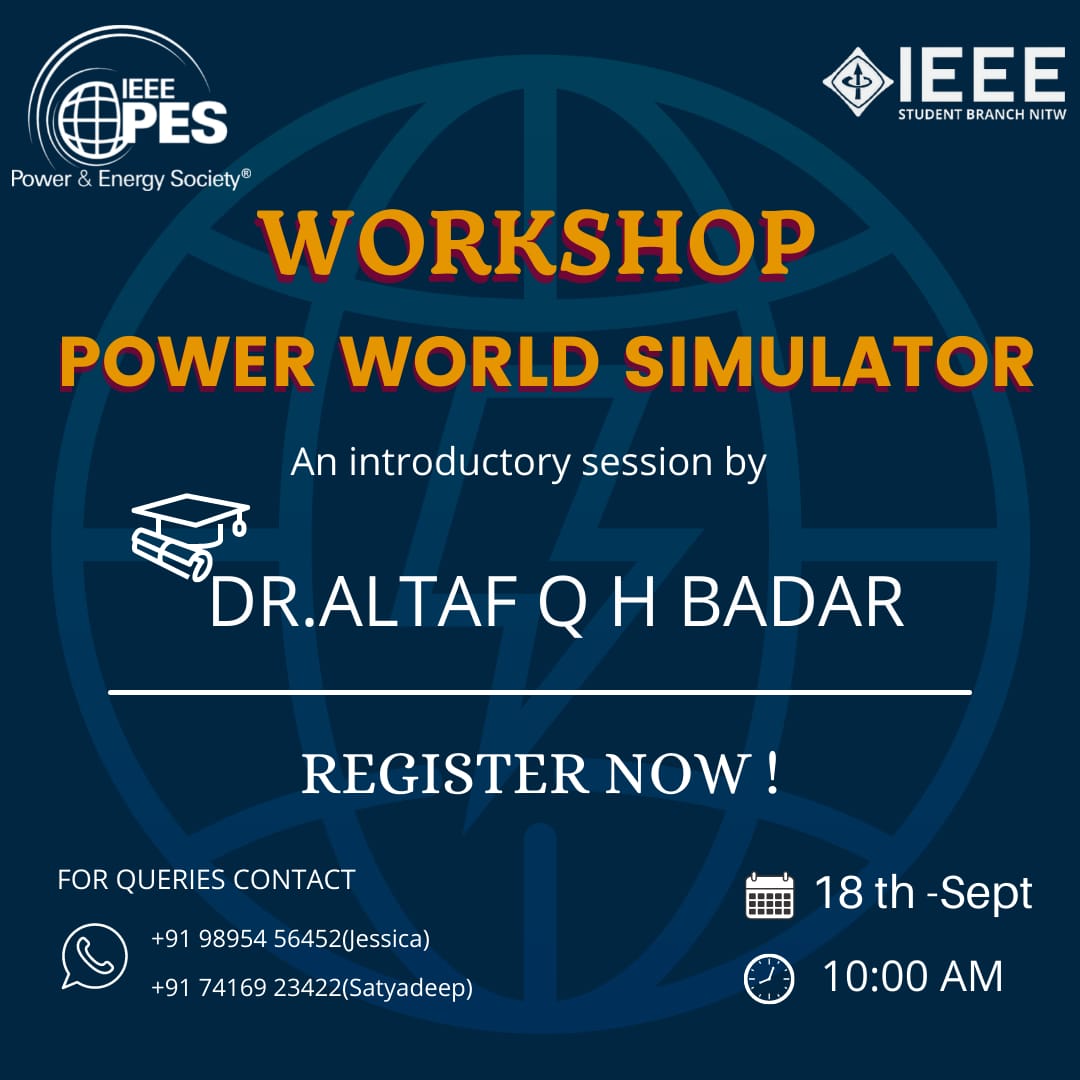 IEEE
PES
Power & Energy Society®
IEEE
STUDENT BRANCH NITW
WORKSHOP
POWER WORLD SIMULATOR
An introductory session by
DR.ALTAF Q H BADAR
REGISTER NOW !
FOR QUERIES CONTACT
+91 98954 56452(Jessica)
+91 74169 23422(Satyadeep)
18 th -Sept
10:00 AM